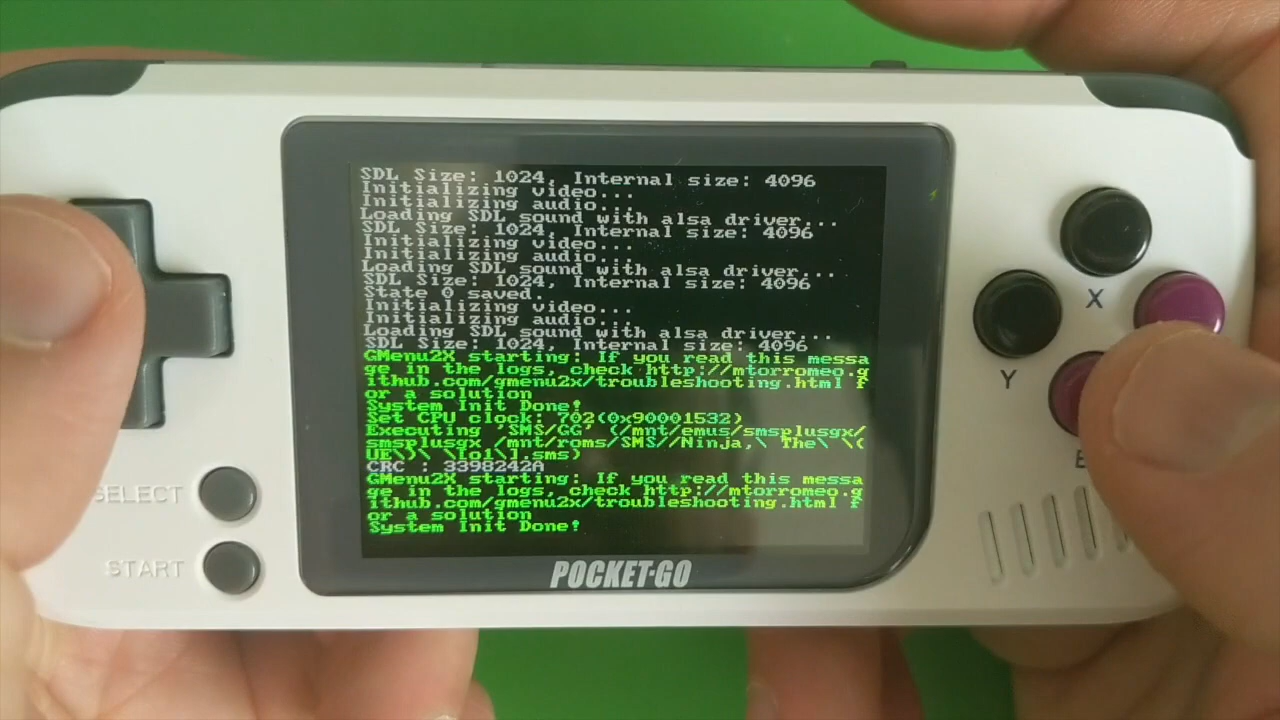 SDL Size: 1024, Internal size: 4096
Initializing video...
Initializing audio...
Loading SDL sound with alsa driver...
SDL Size: 1024, Internal size: 4096
Initializing video...
Initializing audio...
Loading SDL sound with alsa driver...
SDL Size: 1024, Internal size: 4096
State 0 saved.
Initializing video...
Initializing audio...
Loading SDL sound with alsa driver...
SDL Size: 1024, Internal size: 4096
GMenu2X starting: If you read this messa
ge in the logs, check http://mtorromeo.g
ithub.com/gmenu2x/troubleshooting.html f
or a solution
System Init Done!
Set CPU clock: 702(0x90001532)
Executing 'SMS/GG' (/mnt/emus/smsplusgx/
smsplusgx /mnt/roms/SMS//Ninja,\ The\ \(
UE\)\ \[o1\].sms)
CRC : 3398242A
GMenu2X starting: If you read this messa
ge in the logs, check http://mtorromeo.g
ithub.com/gmenu2x/troubleshooting.html f
or a solution
System Init Done!
POCKET-GO
SELECT
START
X
Y